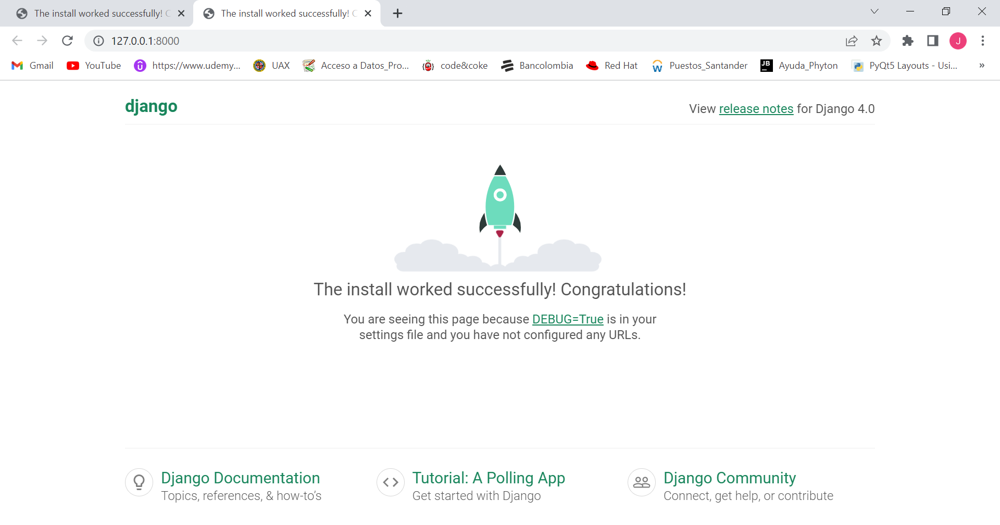 The install worked successfully! C
The install worked successfully! C
127.0.0.1:8000
J
Gmail
YouTube
https://www.udemy...
UAX
Acceso a Datos_Pro...
code&coke
Bancolombia
Red Hat
Puestos_Santander
JB
Ayuda_Phyton
PyQt5 Layouts - Usi...
»
django
View release notes for Django 4.0
The install worked successfully! Congratulations!
You are seeing this page because DEBUG=True is in your
settings file and you have not configured any URLs.
Django Documentation
Topics, references, & how-to’s
Tutorial: A Polling App
Get started with Django
Django Community
Connect, get help, or contribute